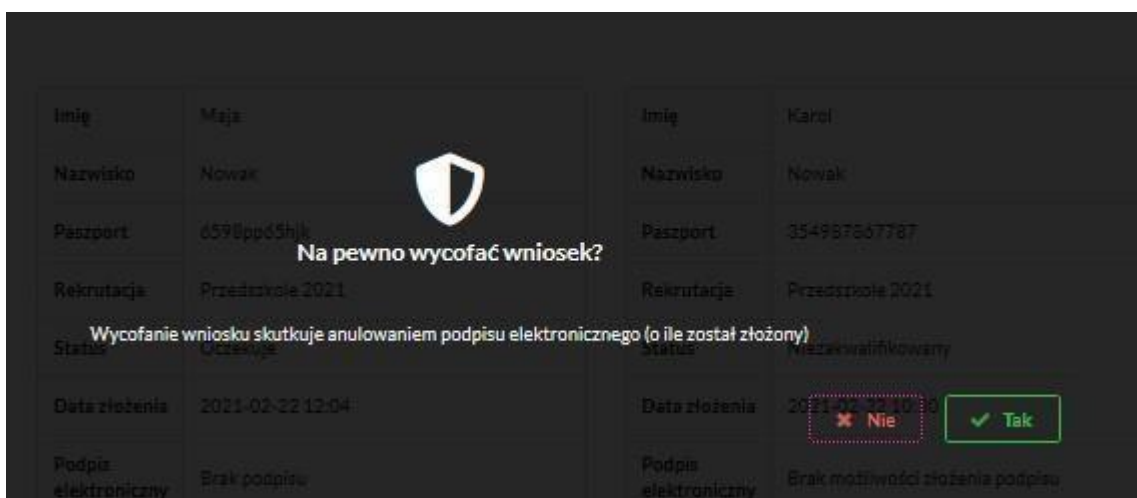 Imię Maja
Imię Karol
Nazwisko Nowak
Nazwisko Nowak
Paszport 6598pp65hjk
Paszport 354987867787
Na pewno wycofać wniosek?
Rekrutacja Przedszkole 2021
Rekrutacja Przedszkole 2021
Wycofanie wniosku skutkuje anulowaniem podpisu elektronicznego (o ile został złożony)
Status Oczekuje
Status Niezakwalifikowany
Data złożenia 2021-02-22 12:04
Data złożenia
Nie
Tak
Podpis
elektroniczny Brak podpisu
Podpis
elektroniczny Brak możliwości złożenia podpisu